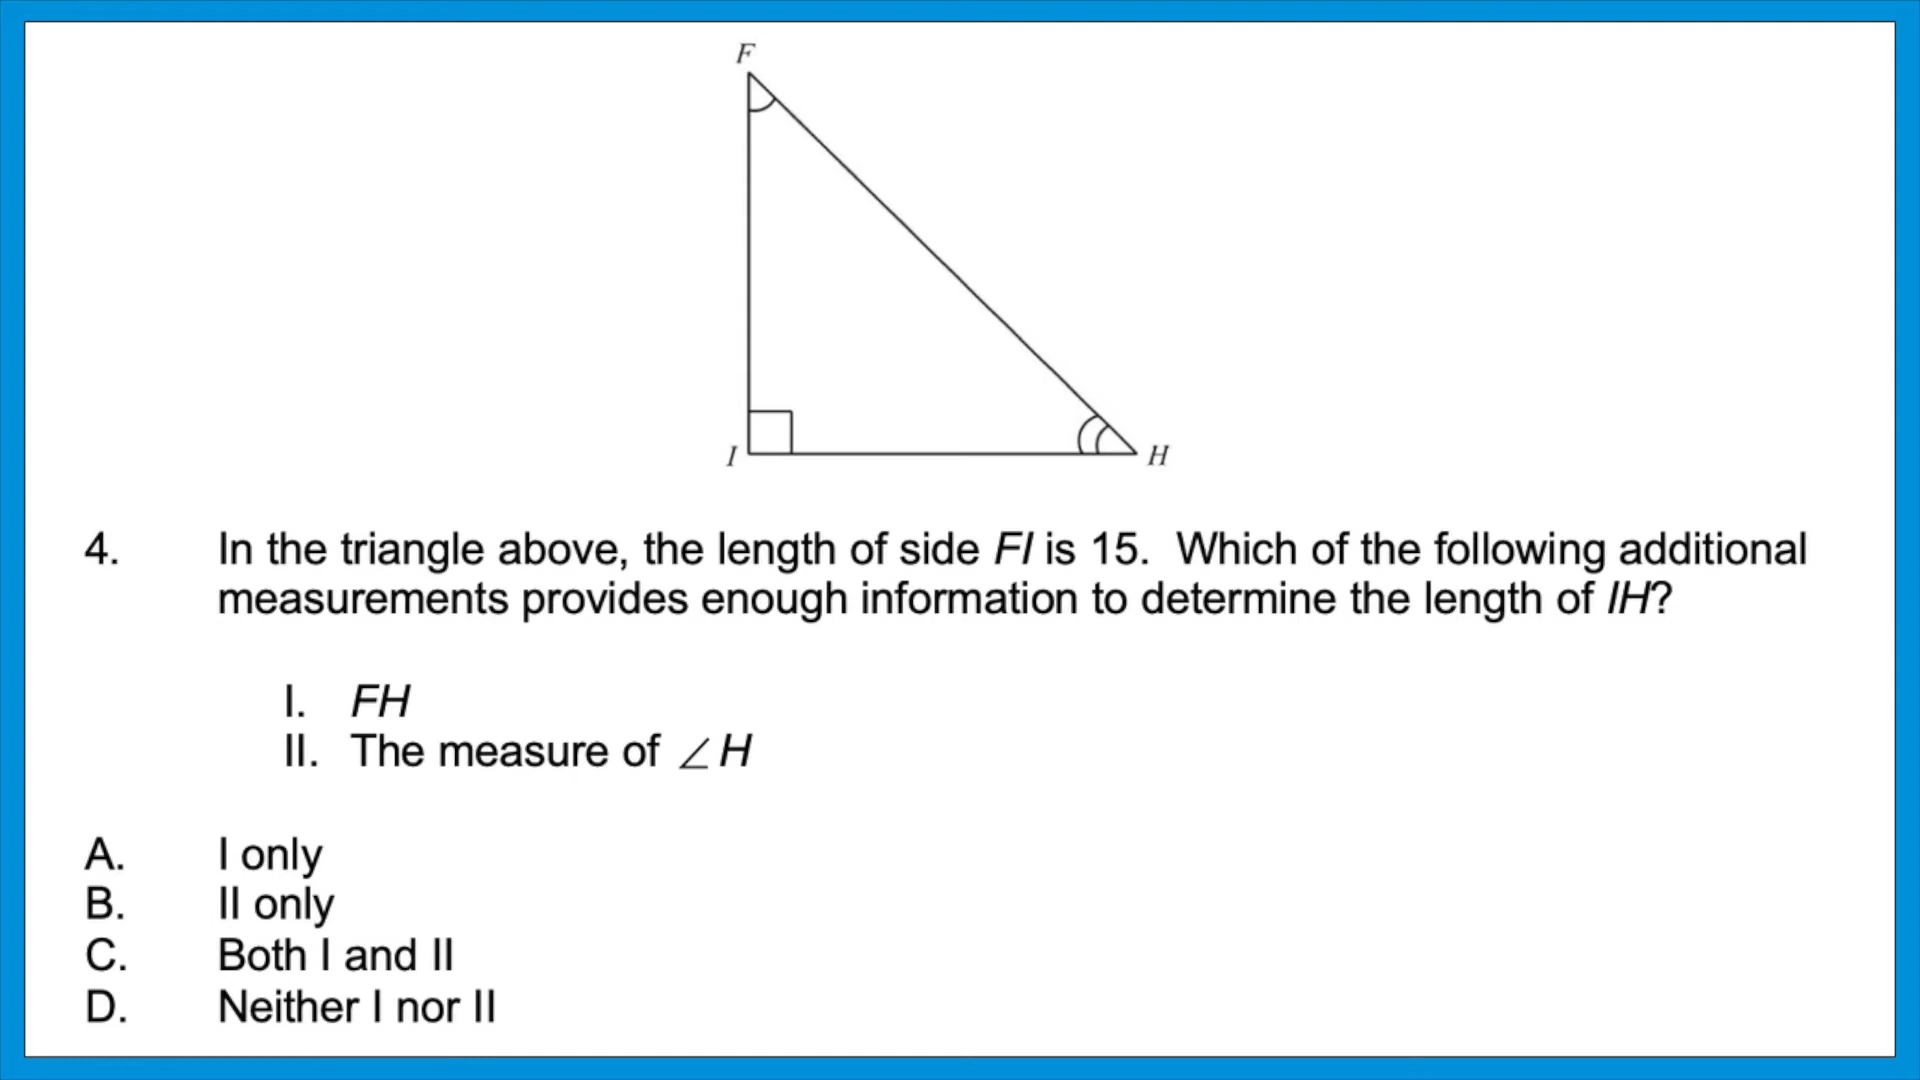 F
I
H
4. In the triangle above, the length of side FI is 15. Which of the following additional
measurements provides enough information to determine the length of IH?
I. FH
II. The measure of ∠H
A. I only
B. II only
C. Both I and II
D. Neither I nor II